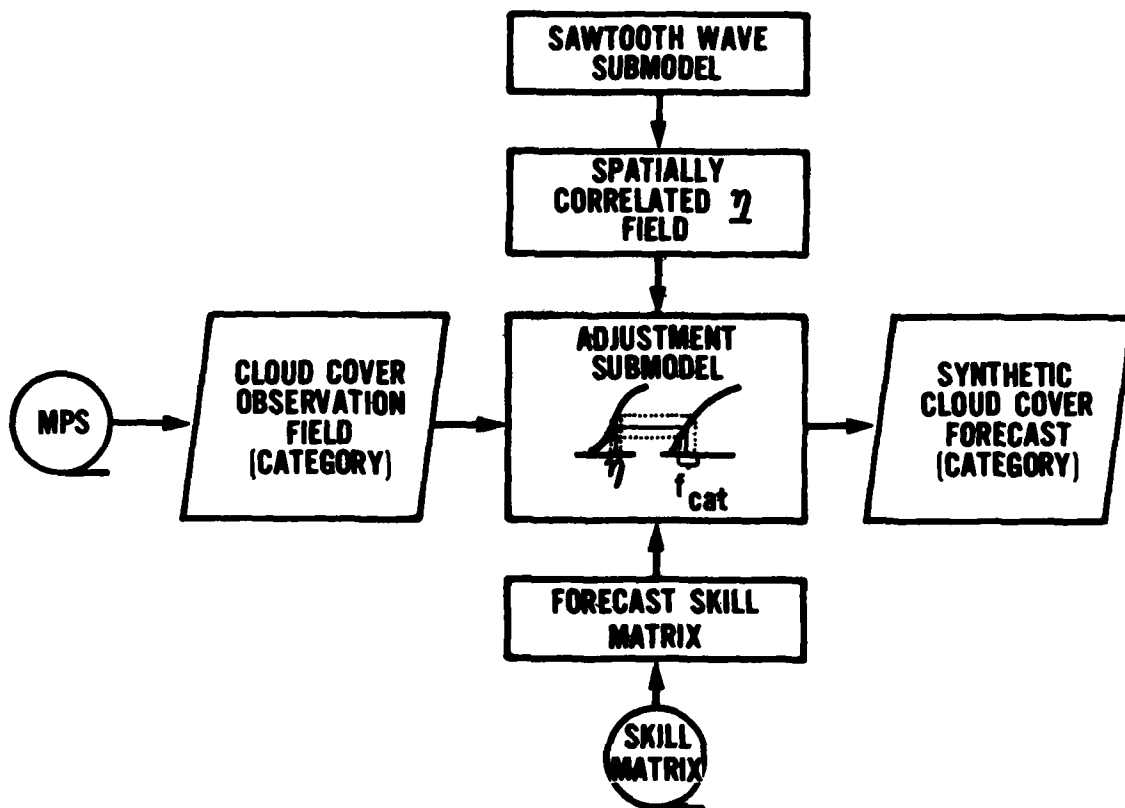 SAWTOOTH WAVE
SUBMODEL
SPATIALLY
CORRELATED η
FIELD
MPS
CLOUD COVER
OBSERVATION
FIELD
(CATEGORY)
ADJUSTMENT
SUBMODEL
η
fcat
SYNTHETIC
CLOUD COVER
FORECAST
(CATEGORY)
FORECAST SKILL
MATRIX
SKILL
MATRIX